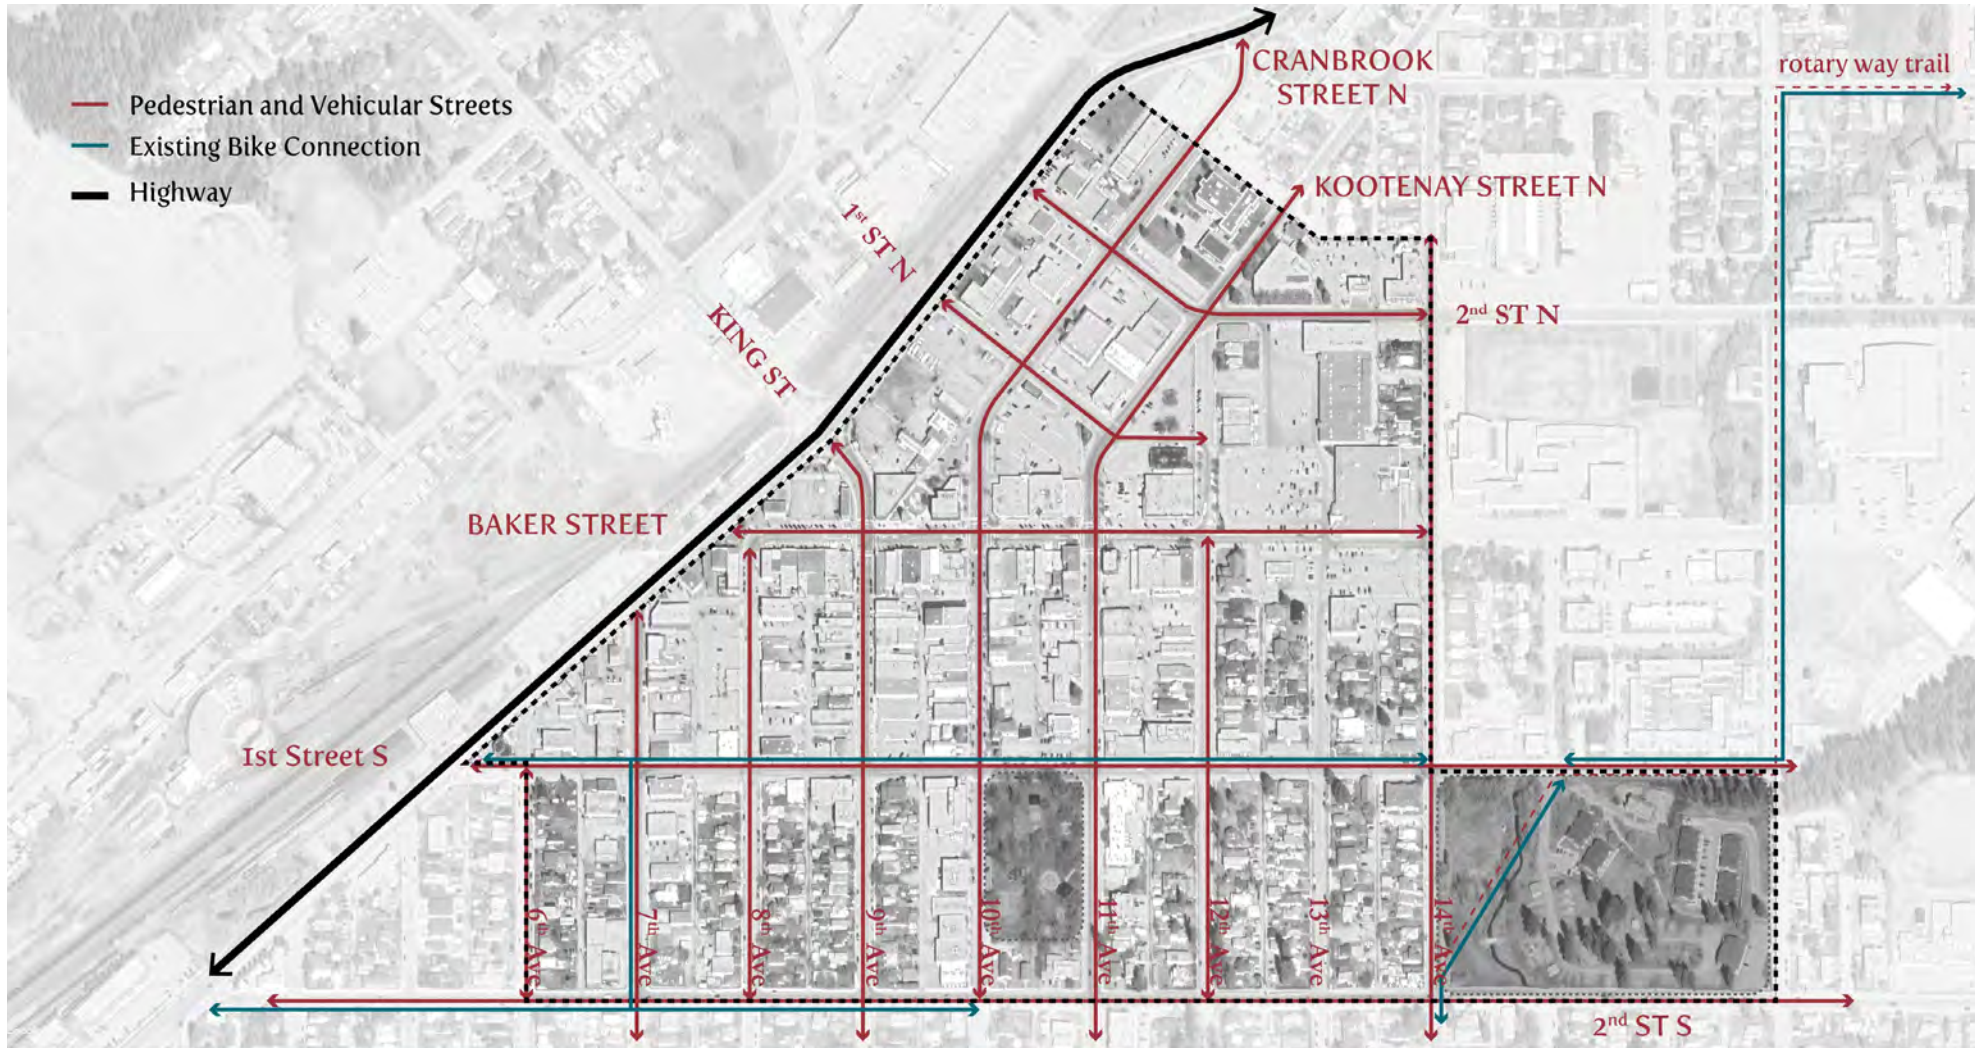 CRANBROOK
STREET N
rotary way trail
Pedestrian and Vehicular Streets
Existing Bike Connection
Highway
KOOTENAY STREET N
1st ST N
2nd ST N
KING ST
BAKER STREET
1st Street S
6th Ave
7th Ave
8th Ave
9th Ave
10th Ave
11th Ave
12th Ave
13th Ave
14th Ave
2nd ST S